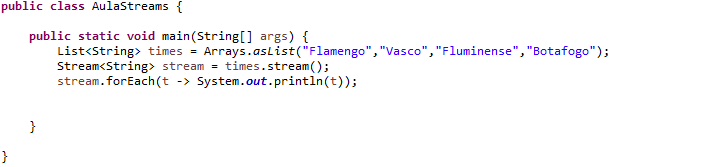 public class AulaStreams {
public static void main(String[] args) {
List<String> times = Arrays.asList("Flamengo","Vasco","Fluminense","Botafogo");
Stream<String> stream = times.stream();
stream.forEach(t -> System.out.println(t));
}
}